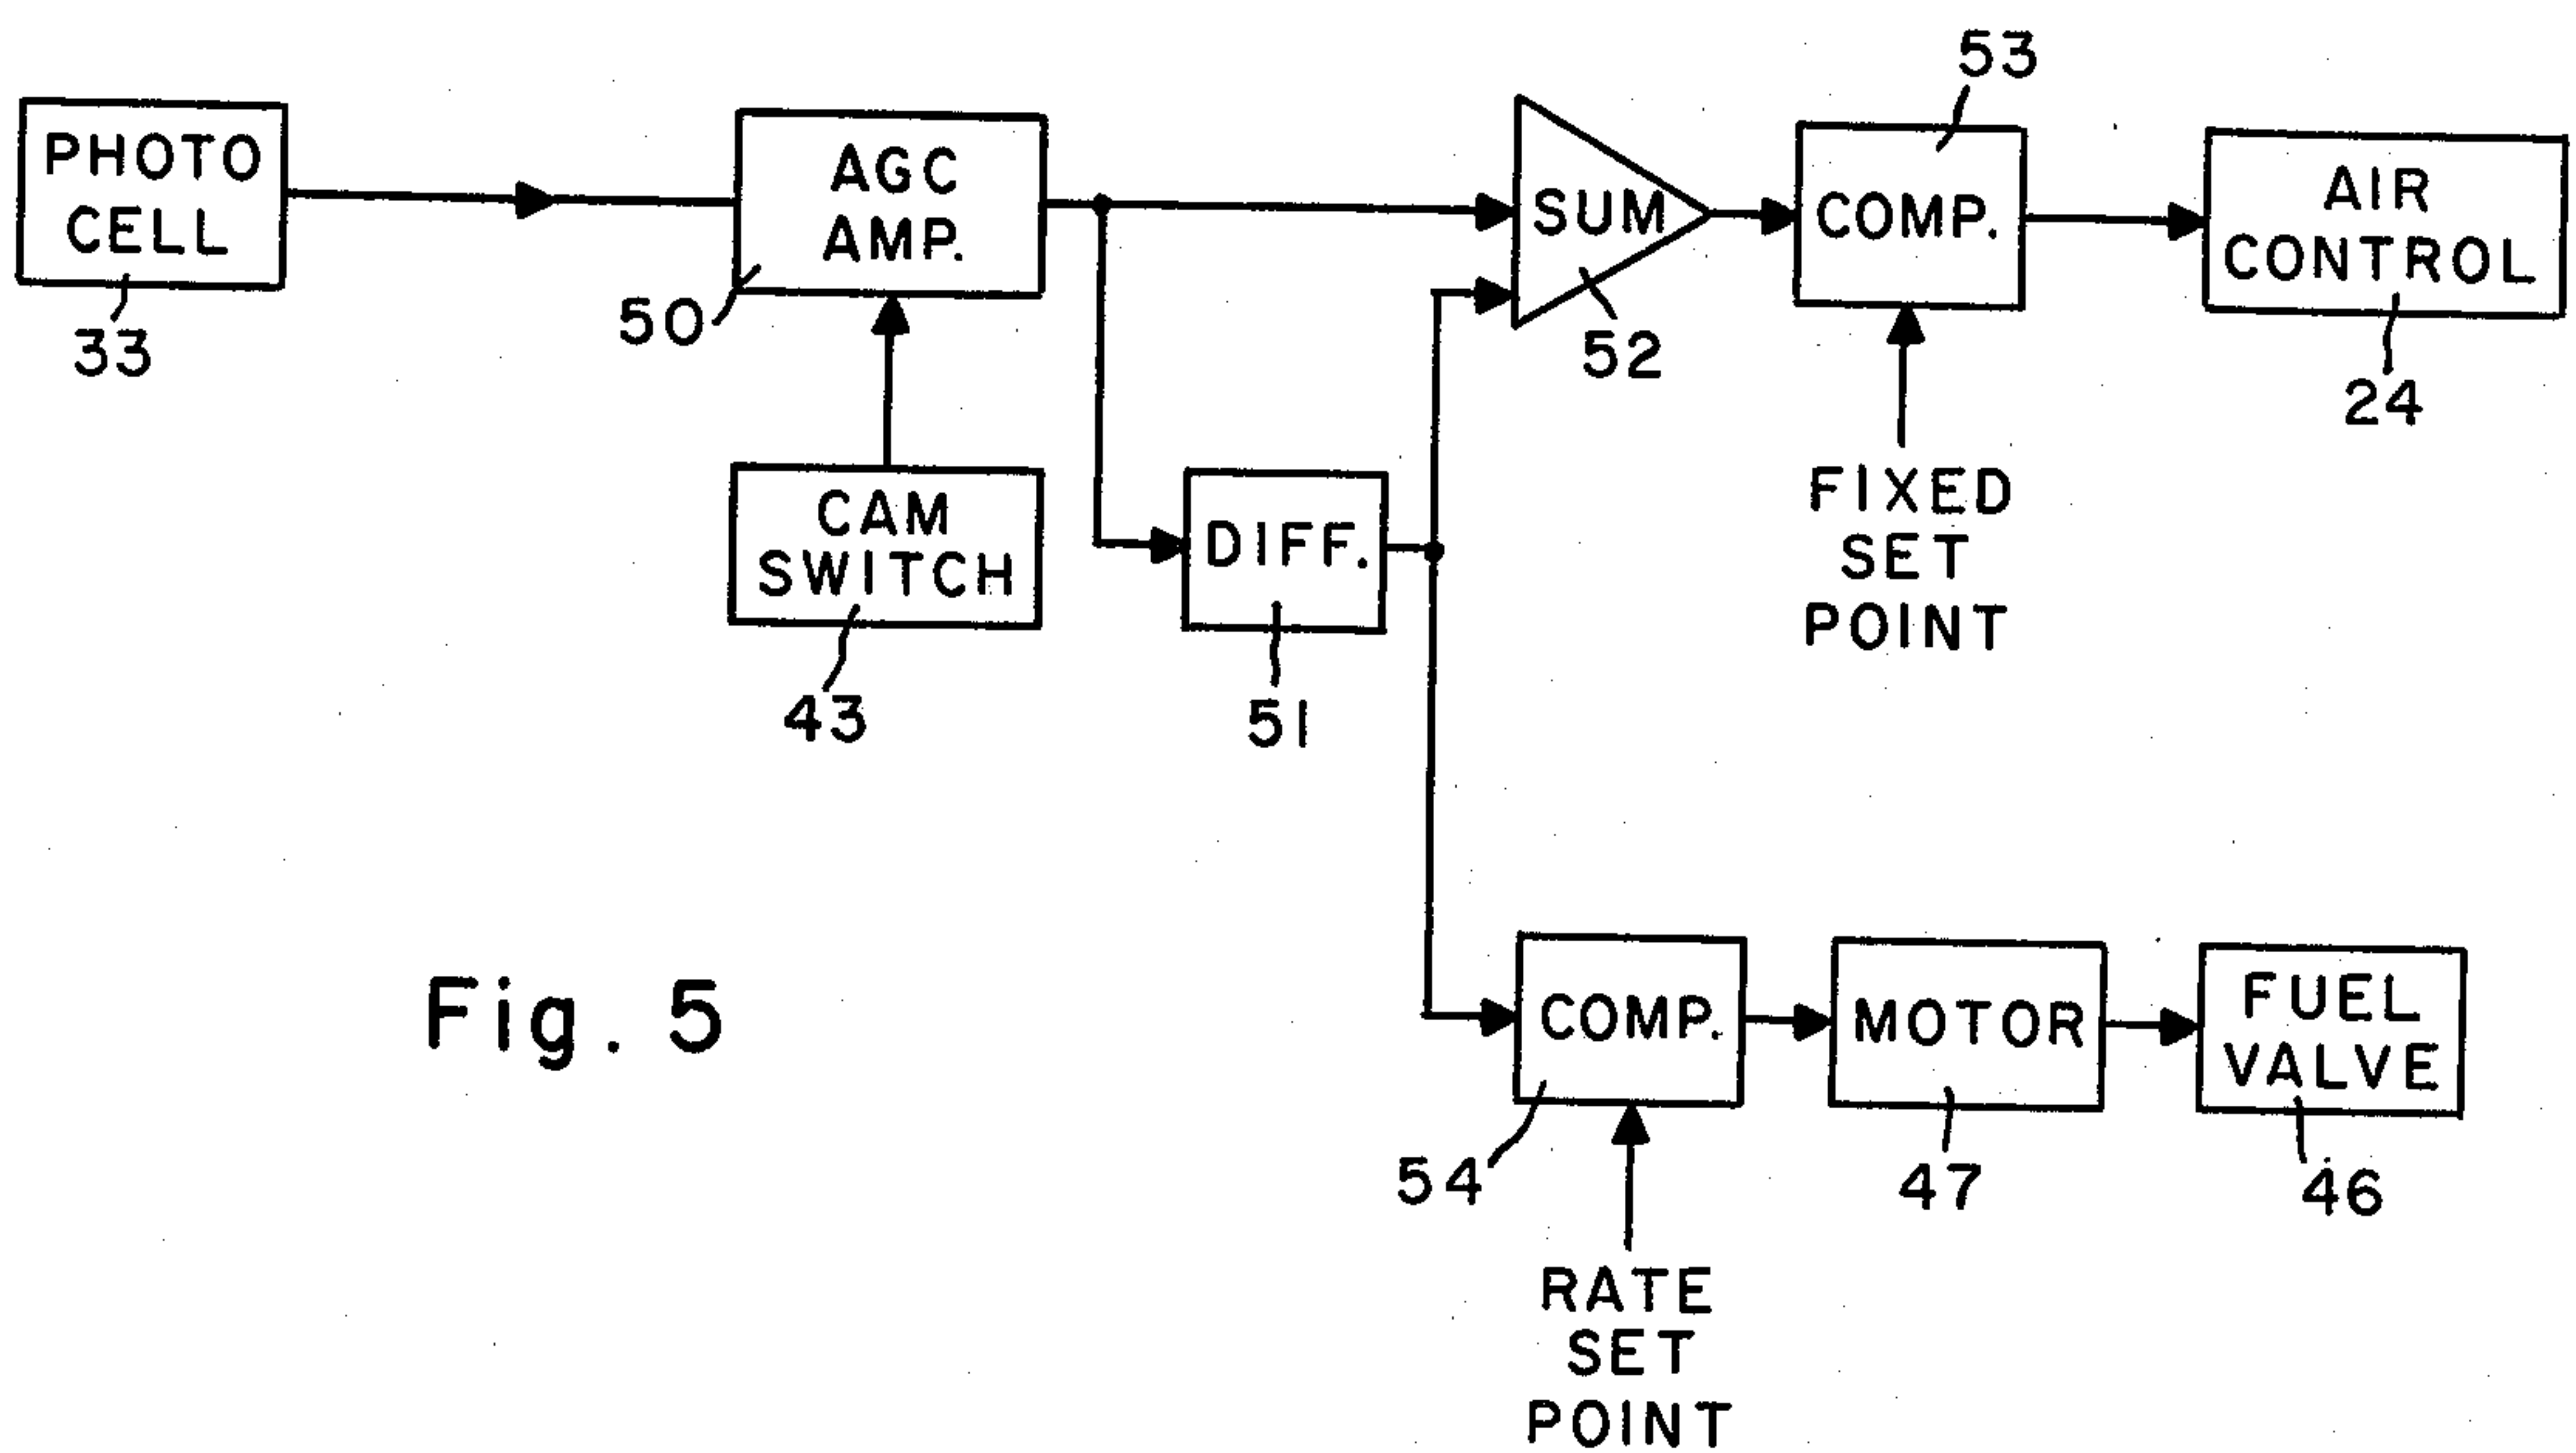 PHOTO
CELL
33
AGC
AMP.
50
CAM
SWITCH
43
DIFF.
51
SUM
52
COMP.
53
FIXED
SET
POINT
AIR
CONTROL
24
COMP.
54
RATE
SET
POINT
MOTOR
47
FUEL
VALVE
46
Fig. 5